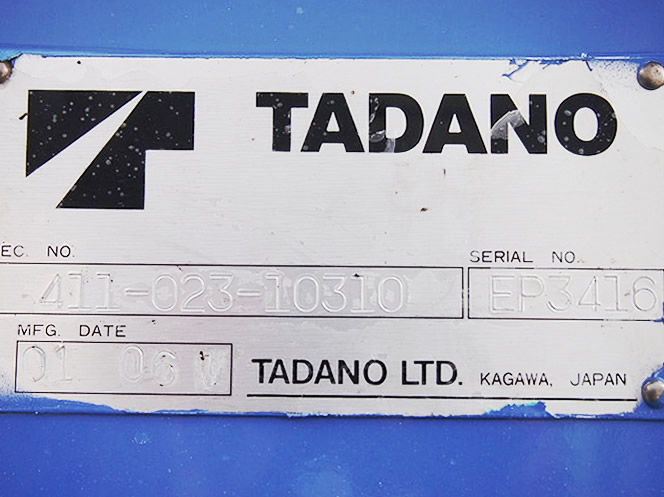 TADANO
EC. NO.
SERIAL NO.
411-023-10310
EP3416
MFG. DATE
01 06
TADANO LTD. KAGAWA, JAPAN